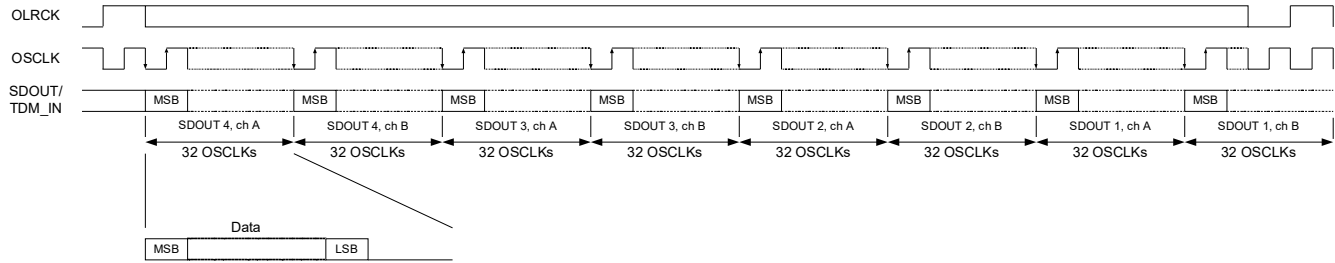 OLRCK
OSCLK
SDOUT/
TDM_IN
MSB MSB MSB MSB MSB MSB MSB MSB
SDOUT 4, ch A SDOUT 4, ch B SDOUT 3, ch A SDOUT 3, ch B SDOUT 2, ch A SDOUT 2, ch B SDOUT 1, ch A SDOUT 1, ch B
32 OSCLKs 32 OSCLKs 32 OSCLKs 32 OSCLKs 32 OSCLKs 32 OSCLKs 32 OSCLKs 32 OSCLKs
Data
MSB LSB